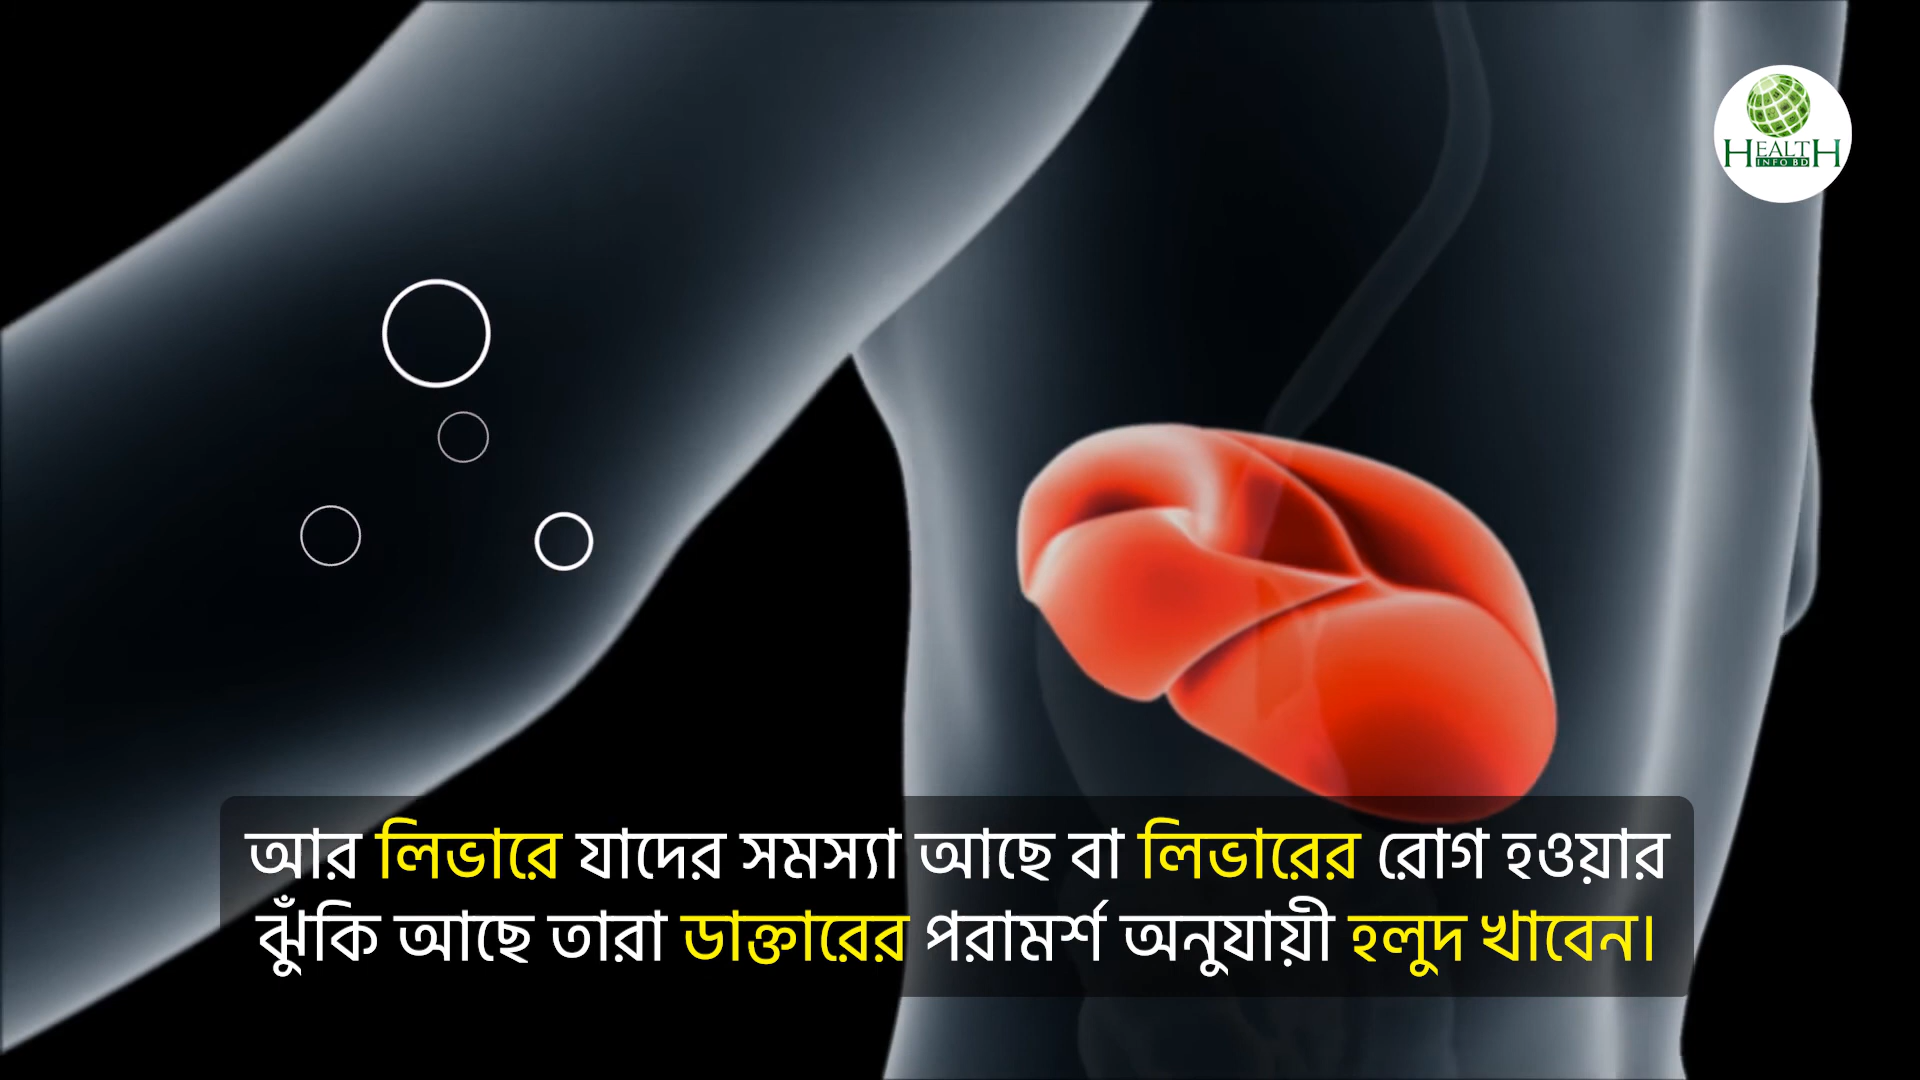 HEALTH
INFO BD
আর লিভারে যাদের সমস্যা আছে বা লিভারের রোগ হওয়ার
ঝুঁকি আছে তারা ডাক্তারের পরামর্শ অনুযায়ী হলুদ খাবেন।